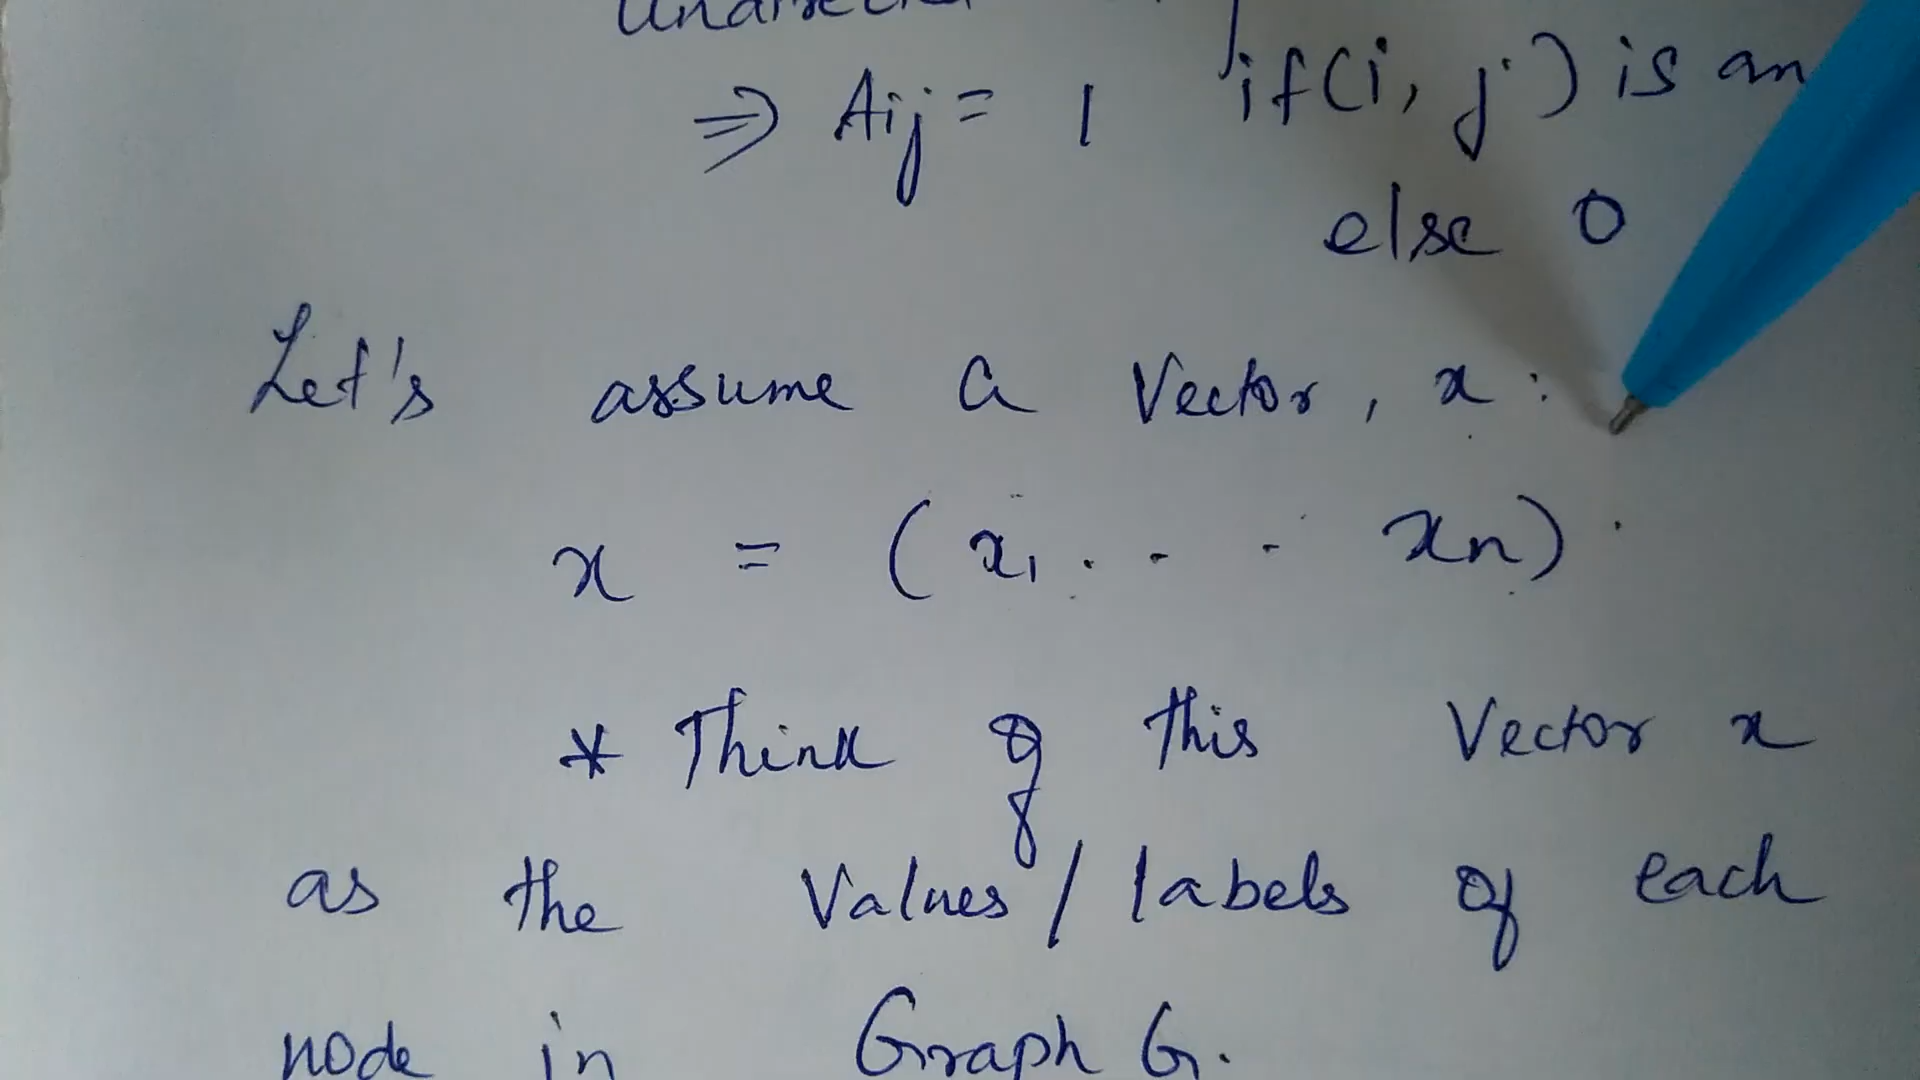 ⇒ Aij = 1 if(i, j) is an
else 0
Let's assume a Vector, x:
x = (x1 . - - xn)
* Think of this Vector x
as the Values/labels of each
node in Graph G.